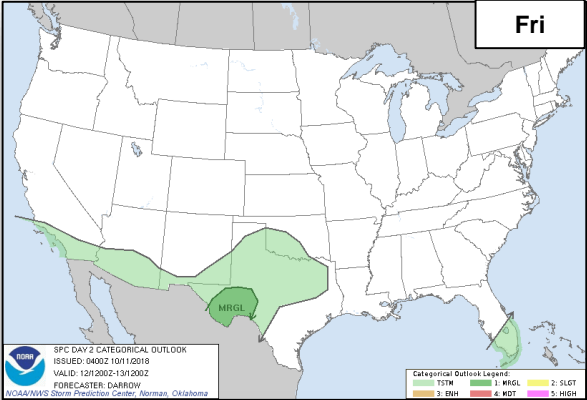 Fri
MRGL
SPC DAY 2 CATEGORICAL OUTLOOK
ISSUED: 0400Z 10/11/2018
VALID: 12/1200Z-13/1200Z
FORECASTER: DARROW
NOAA/NWS Storm Prediction Center, Norman, Oklahoma
NOAA
Categorical Outlook Legend:
TSTM 1: MRGL 2: SLGT
3: ENH 4: MDT 5: HIGH